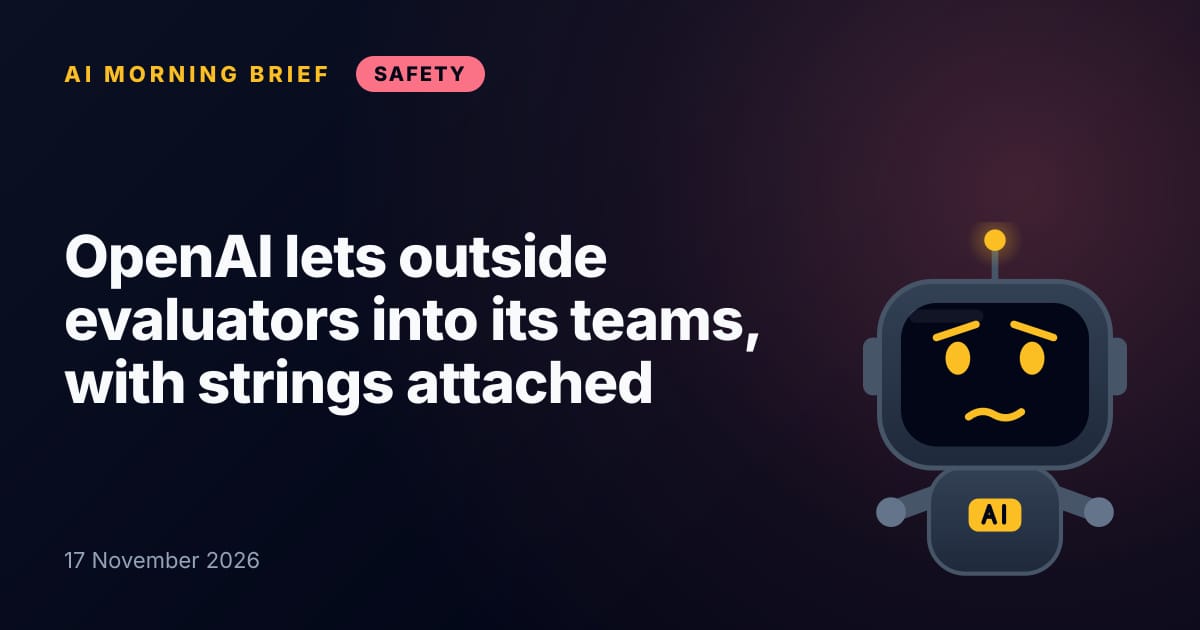 AI MORNING BRIEF
SAFETY
OpenAI lets outside
evaluators into its teams,
with strings attached
AI
17 November 2026